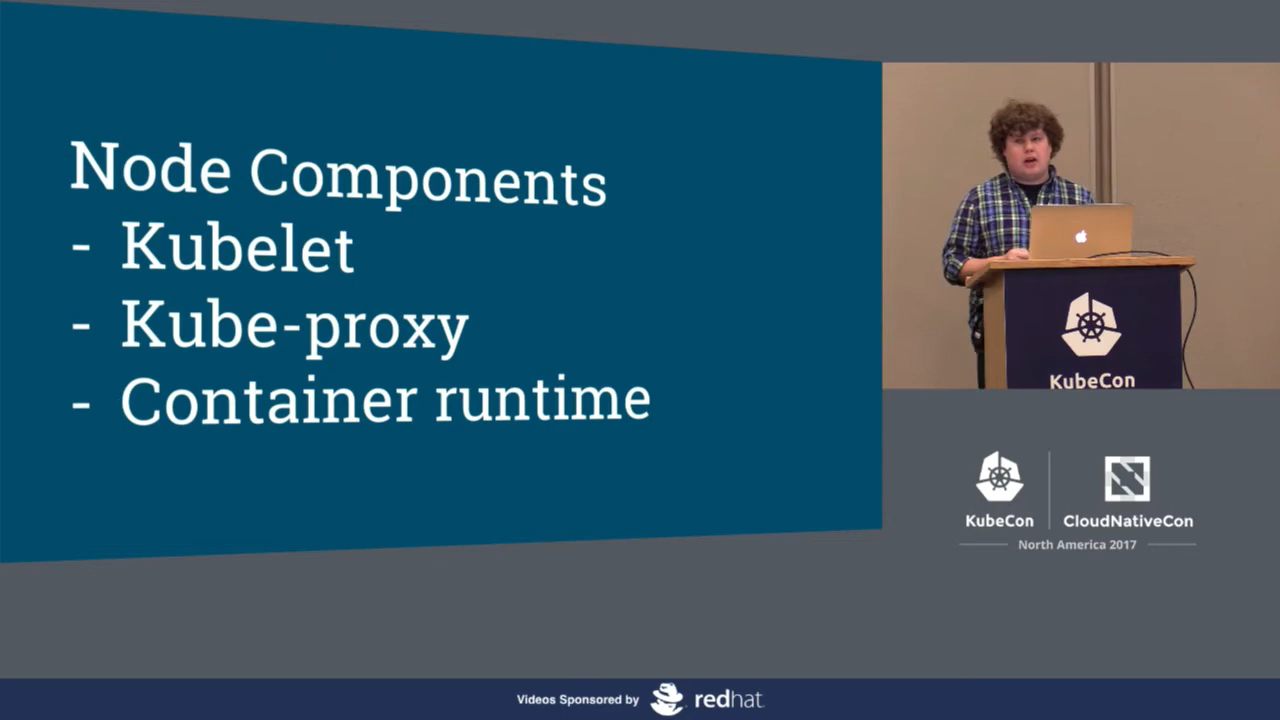 Node Components
- Kubelet
- Kube-proxy
- Container runtime
KubeCon
KubeCon
CloudNativeCon
North America 2017
Videos Sponsored by redhat